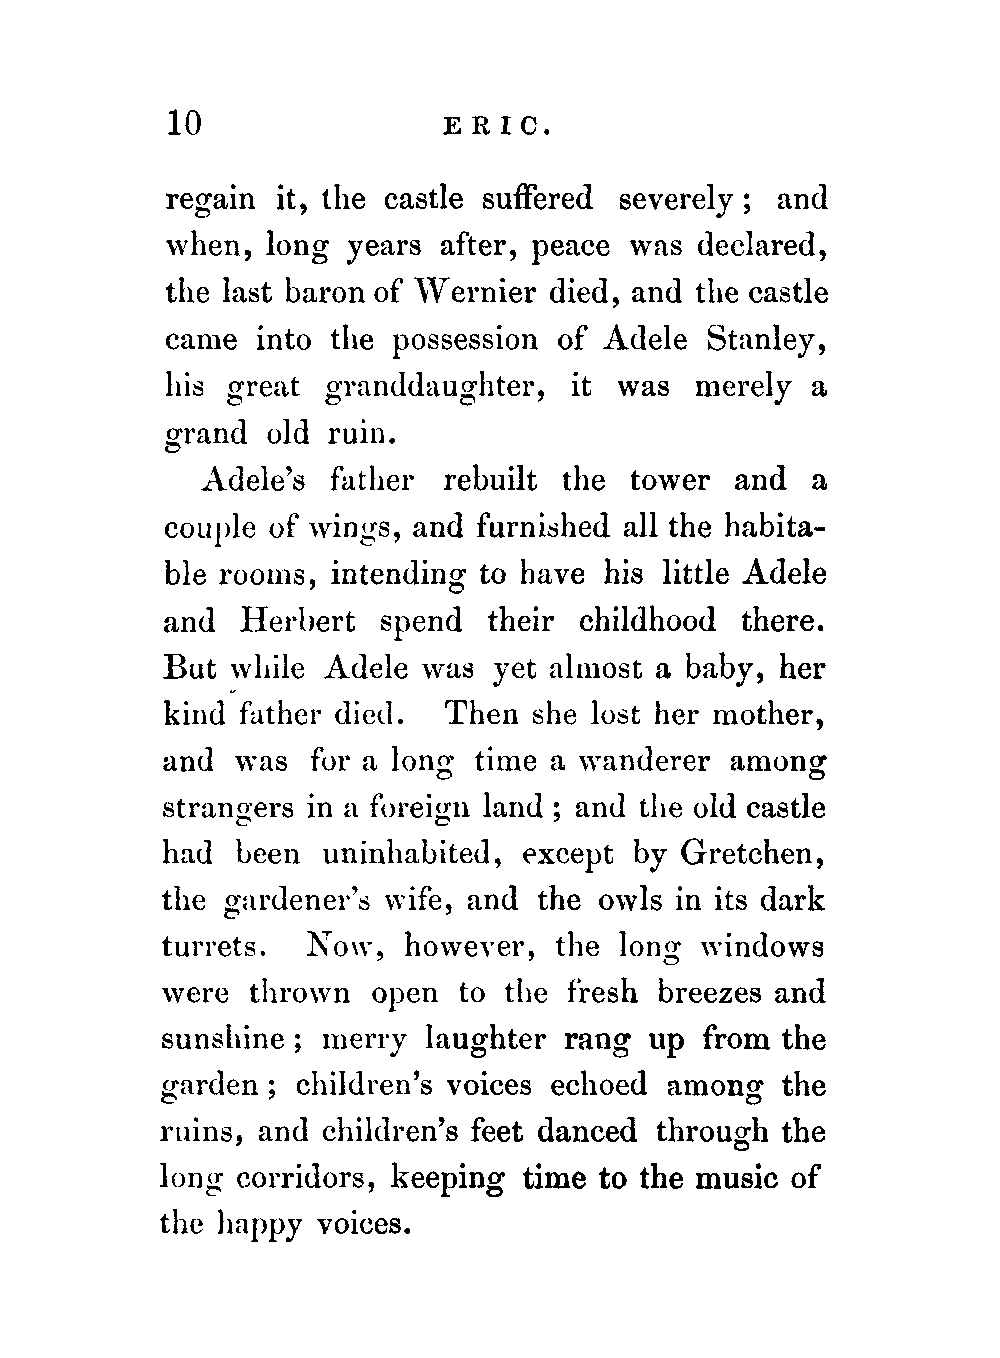 10 ERIC.
regain it, the castle suffered severely; and
when, long years after, peace was declared,
the last baron of Wernier died, and the castle
came into the possession of Adele Stanley,
his great granddaughter, it was merely a
grand old ruin.
Adele's father rebuilt the tower and a
couple of wings, and furnished all the habita-
ble rooms, intending to have his little Adele
and Herbert spend their childhood there.
But while Adele was yet almost a baby, her
kind father died. Then she lost her mother,
and was for a long time a wanderer among
strangers in a foreign land; and the old castle
had been uninhabited, except by Gretchen,
the gardener's wife, and the owls in its dark
turrets. Now, however, the long windows
were thrown open to the fresh breezes and
sunshine; merry laughter rang up from the
garden; children's voices echoed among the
ruins, and children's feet danced through the
long corridors, keeping time to the music of
the happy voices.